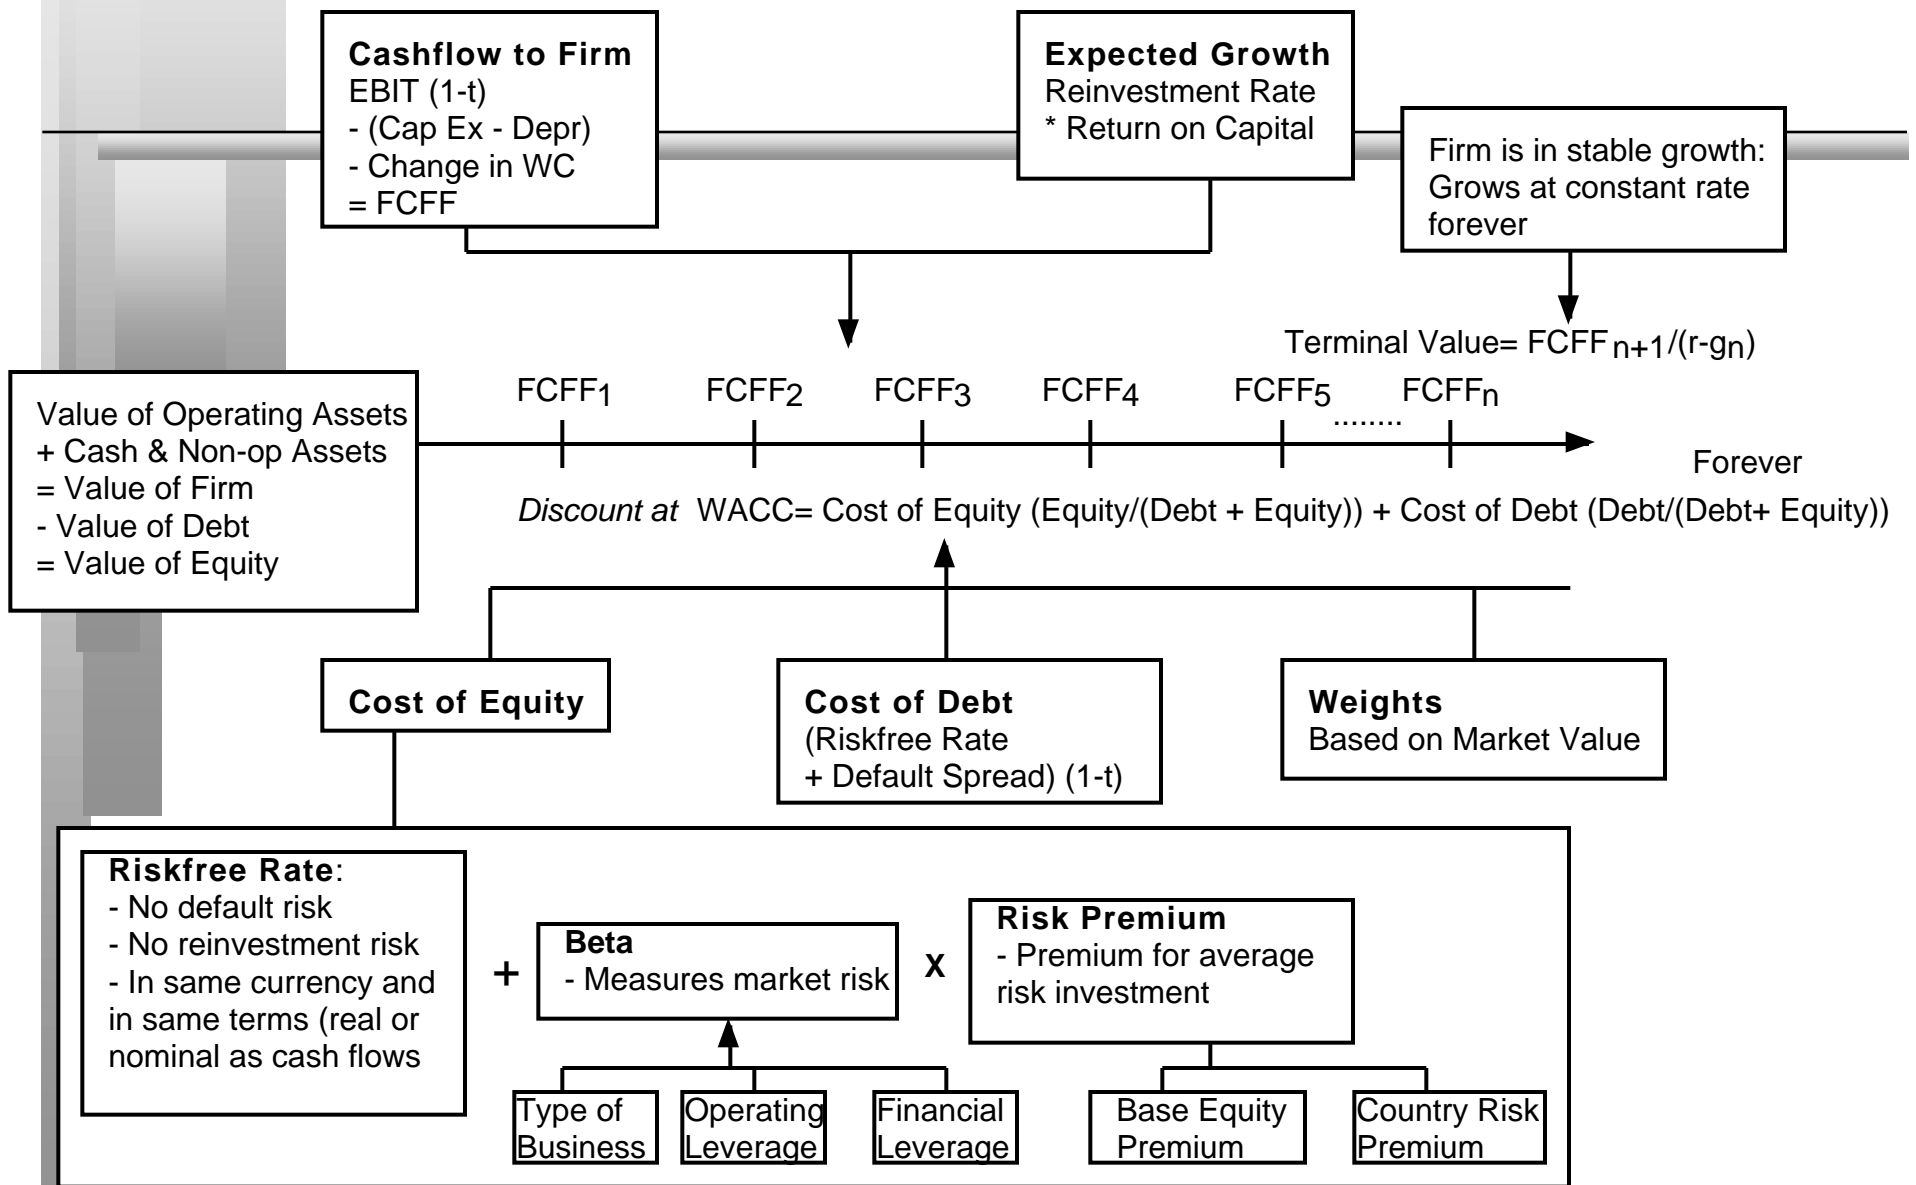 Cashflow to Firm
EBIT (1-t)
- (Cap Ex - Depr)
- Change in WC
= FCFF
Expected Growth
Reinvestment Rate
* Return on Capital
Firm is in stable growth:
Grows at constant rate
forever
Terminal Value= FCFFn+1/(r-gn)
FCFF1 FCFF2 FCFF3 FCFF4 FCFF5 ........ FCFFn
Forever
Value of Operating Assets
+ Cash & Non-op Assets
= Value of Firm
- Value of Debt
= Value of Equity
Discount at WACC= Cost of Equity (Equity/(Debt + Equity)) + Cost of Debt (Debt/(Debt+ Equity))
Cost of Equity
Cost of Debt
(Riskfree Rate
+ Default Spread) (1-t)
Weights
Based on Market Value
Riskfree Rate:
- No default risk
- No reinvestment risk
- In same currency and
in same terms (real or
nominal as cash flows
+
Beta
- Measures market risk
X
Risk Premium
- Premium for average
risk investment
Type of
Business
Operating
Leverage
Financial
Leverage
Base Equity
Premium
Country Risk
Premium